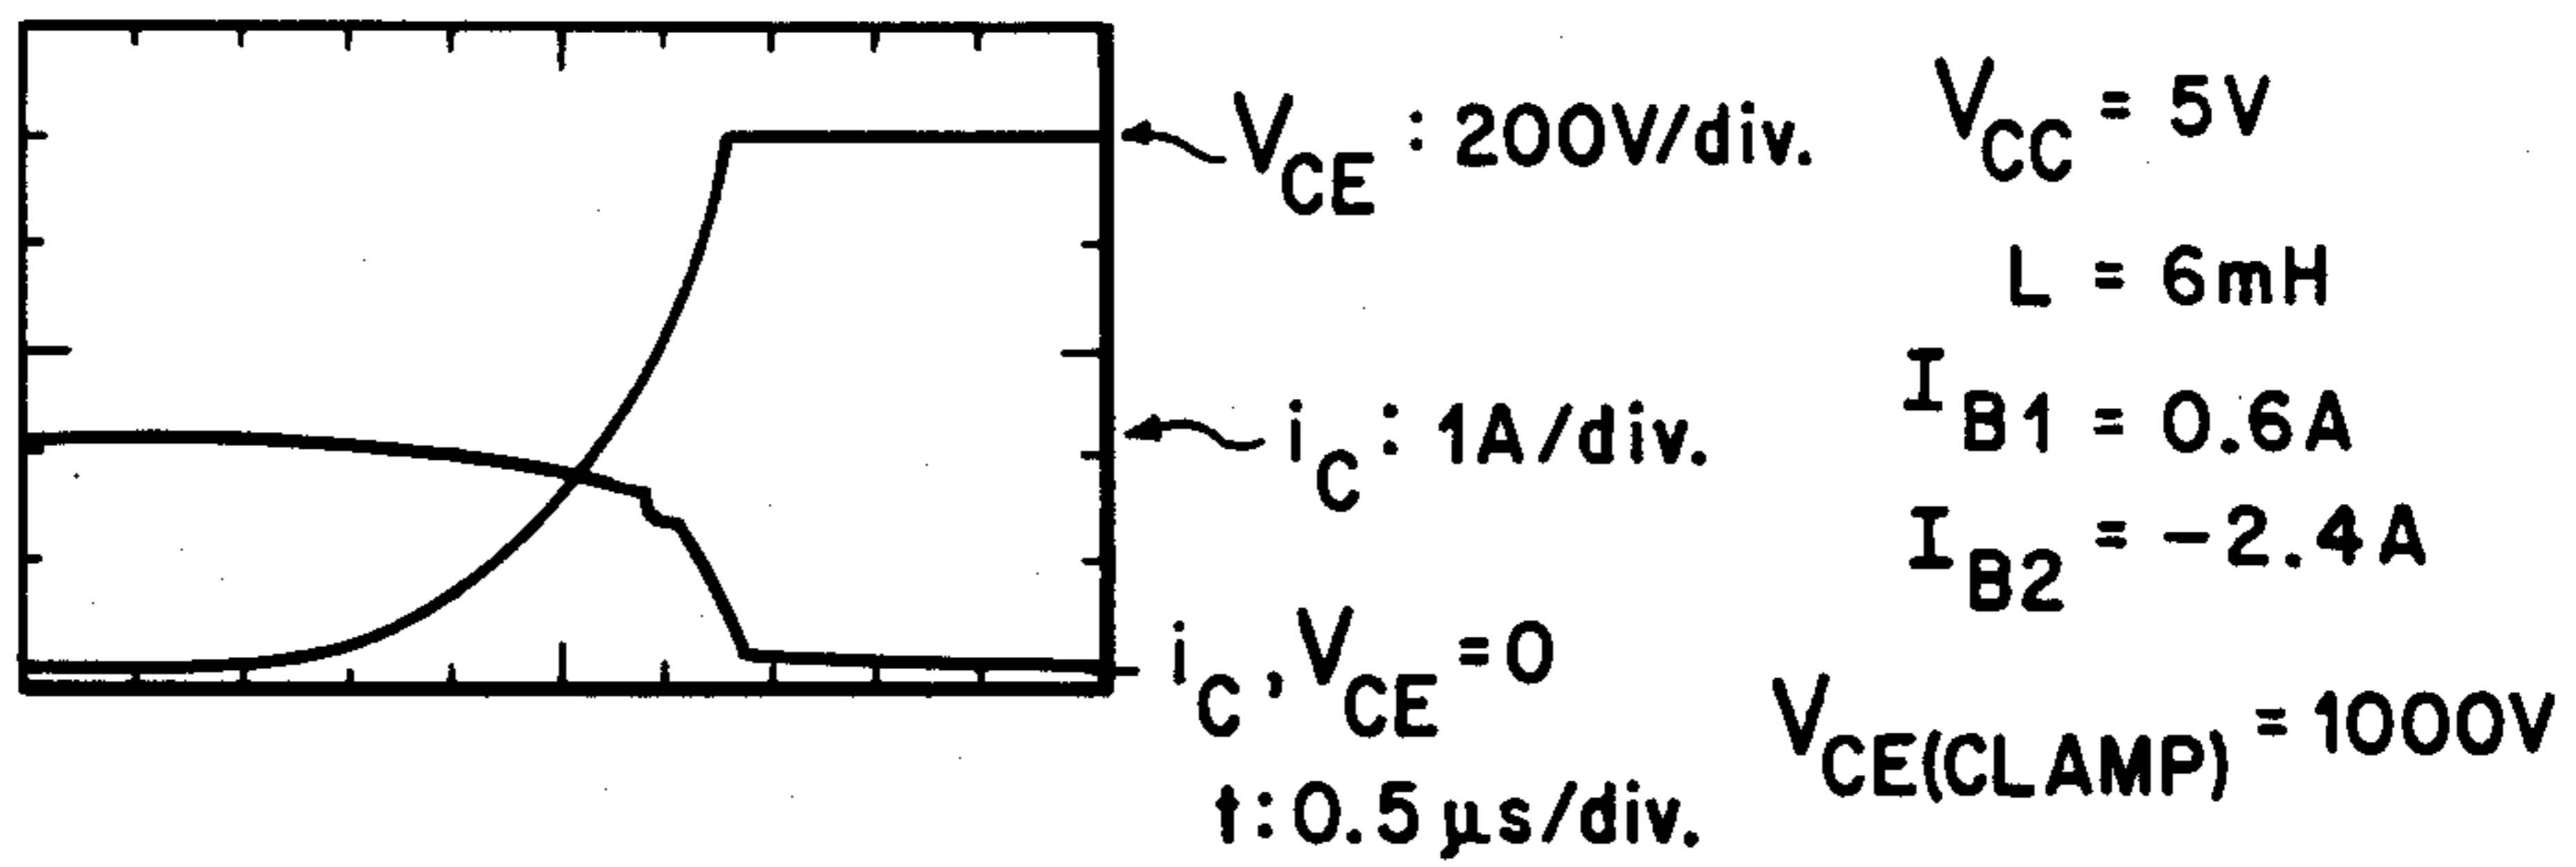 V_CE : 200V/div.
i_C : 1A/div.
i_C, V_CE = 0
t: 0.5 μs/div.
V_CC = 5V
L = 6mH
I_B1 = 0.6A
I_B2 = -2.4A
V_CE(CLAMP) = 1000V